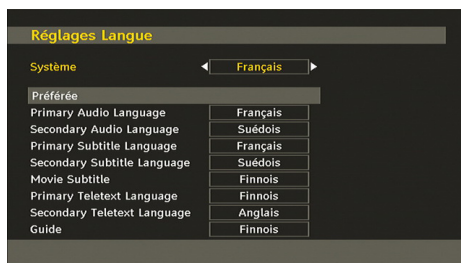 Réglages Langue
Système Français
Préférée
Primary Audio Language Français
Secondary Audio Language Suédois
Primary Subtitle Language Français
Secondary Subtitle Language Suédois
Movie Subtitle Finnois
Primary Teletext Language Finnois
Secondary Teletext Language Anglais
Guide Finnois